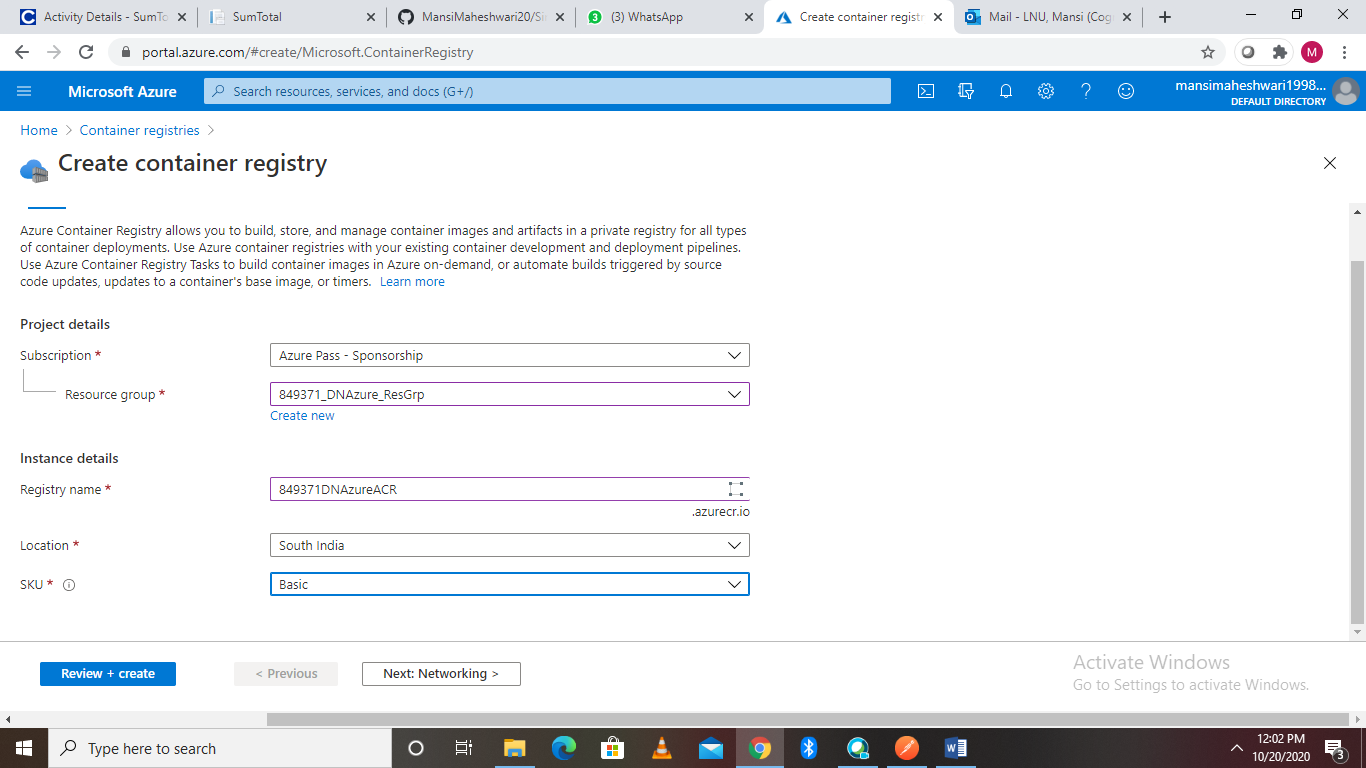 Activity Details - SumTo
SumTotal
MansiMaheshwari20/Si
(3) WhatsApp
Create container registr
Mail - LNU, Mansi (Cog
portal.azure.com/#create/Microsoft.ContainerRegistry
M
Microsoft Azure
Search resources, services, and docs (G+/)
mansimaheshwari1998...
DEFAULT DIRECTORY
Home > Container registries >
Create container registry
Azure Container Registry allows you to build, store, and manage container images and artifacts in a private registry for all types
of container deployments. Use Azure container registries with your existing container development and deployment pipelines.
Use Azure Container Registry Tasks to build container images in Azure on-demand, or automate builds triggered by source
code updates, updates to a container's base image, or timers. Learn more
Project details
Subscription *
Azure Pass - Sponsorship
Resource group *
849371_DNAzure_ResGrp
Create new
Instance details
Registry name *
849371DNAzureACR
.azurecr.io
Location *
South India
SKU *
Basic
Review + create
< Previous
Next: Networking >
Activate Windows
Go to Settings to activate Windows.
Type here to search
12:02 PM
10/20/2020
3